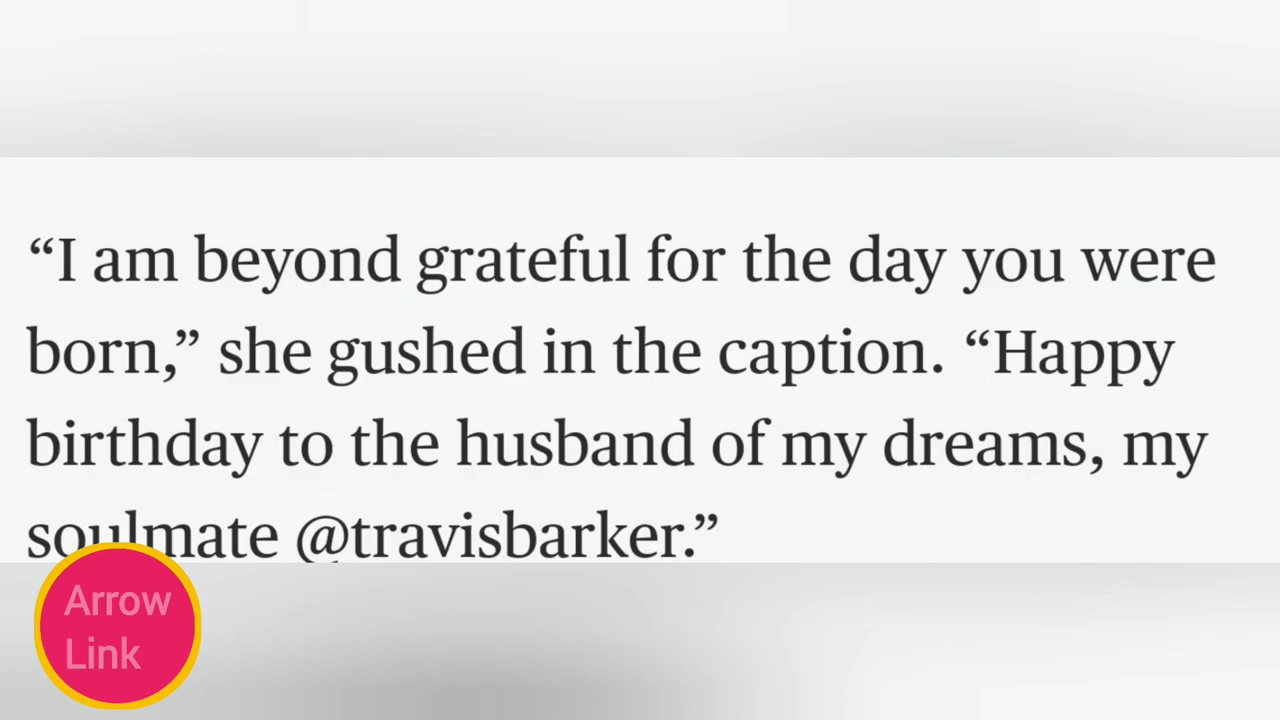 “I am beyond grateful for the day you were
born,” she gushed in the caption. “Happy
birthday to the husband of my dreams, my
soulmate @travisbarker.”
Arrow
Link